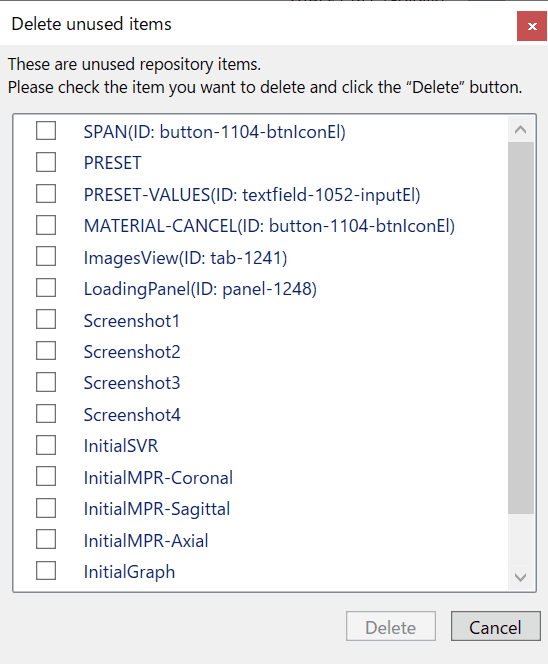 Delete unused items
These are unused repository items.
Please check the item you want to delete and click the “Delete” button.
SPAN(ID: button-1104-btnIconEl)
PRESET
PRESET-VALUES(ID: textfield-1052-inputEl)
MATERIAL-CANCEL(ID: button-1104-btnIconEl)
ImagesView(ID: tab-1241)
LoadingPanel(ID: panel-1248)
Screenshot1
Screenshot2
Screenshot3
Screenshot4
InitialSVR
InitialMPR-Coronal
InitialMPR-Sagittal
InitialMPR-Axial
InitialGraph
Delete Cancel